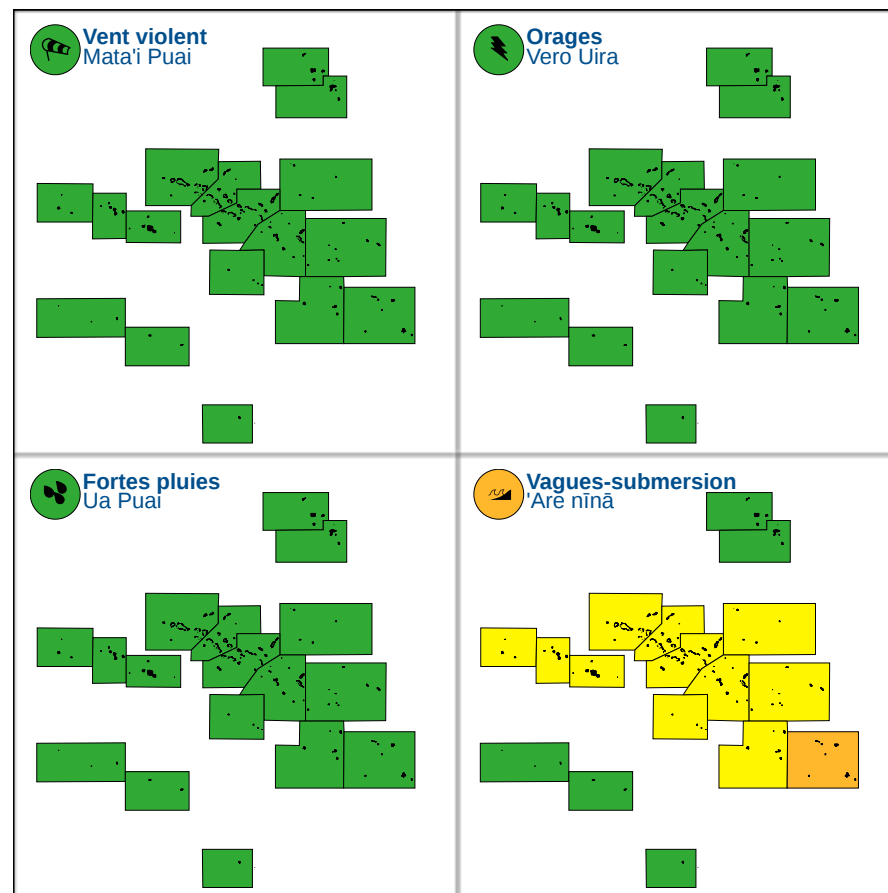 Vent violent
Mata'i Puai
Orages
Vero Uira
Fortes pluies
Ua Puai
Vagues-submersion
'Are nīnā